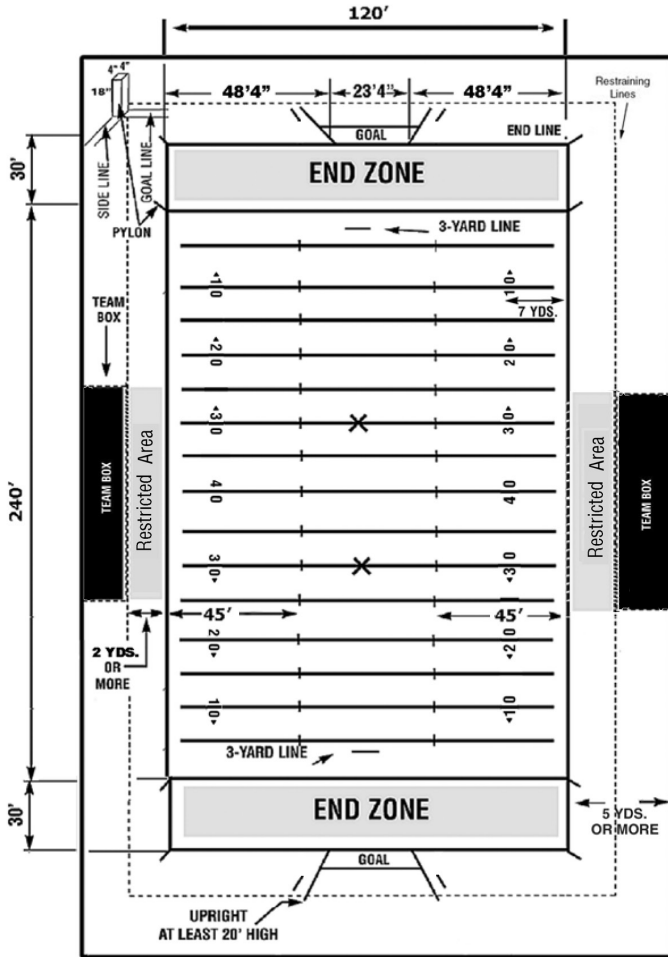 120'
48'4"
23'4"
48'4"
4" 4"
18"
Restraining
Lines
GOAL
END LINE
30'
SIDE LINE
GOAL LINE
END ZONE
PYLON
3-YARD LINE
◂10
10▸
7 YDS.
TEAM
BOX
◂20
20▸
◂30
30▸
TEAM BOX
Restricted Area
Restricted Area
TEAM BOX
240'
40
40
30▸
◂30
45'
45'
2 YDS.
OR
MORE
20▸
◂20
10▸
◂10
3-YARD LINE
30'
END ZONE
5 YDS.
OR MORE
GOAL
UPRIGHT
AT LEAST 20' HIGH